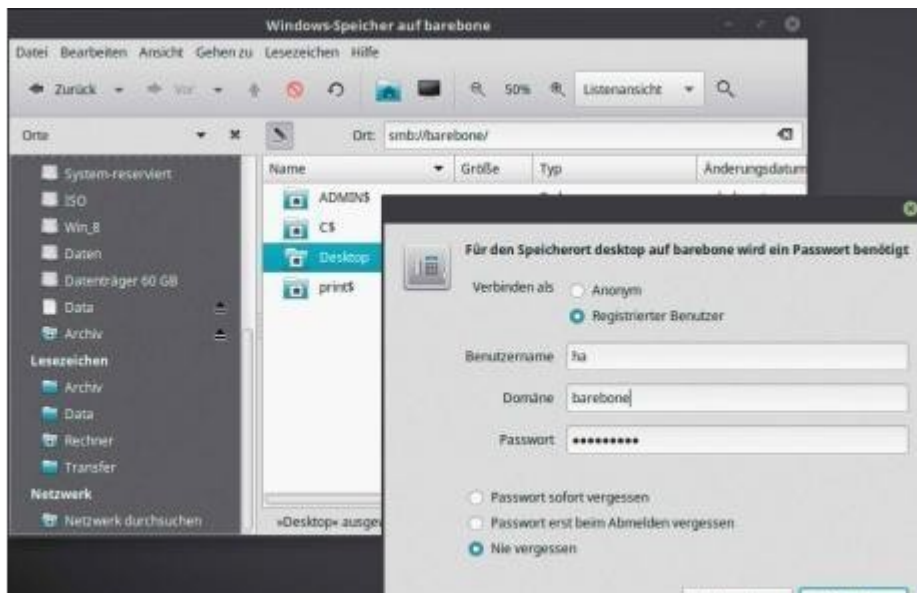 Windows-Speicher auf barebone
Datei Bearbeiten Ansicht Gehen zu Lesezeichen Hilfe
Zurück Vor 50% Listenansicht
Orte Ort: smb://barebone/
Name Größe Typ Änderungsdatum
System-reserviert
ISO
Win_8
Daten
Datenträger 60 GB
Data
Archiv
Lesezeichen
Archiv
Data
Rechner
Transfer
Netzwerk
Netzwerk durchsuchen
ADMIN$
C$
Desktop
print$
»Desktop« ausge
Für den Speicherort desktop auf barebone wird ein Passwort benötigt
Verbinden als Anonym
Registrierter Benutzer
Benutzername ha
Domäne barebone
Passwort •••••••••
Passwort sofort vergessen
Passwort erst beim Abmelden vergessen
Nie vergessen